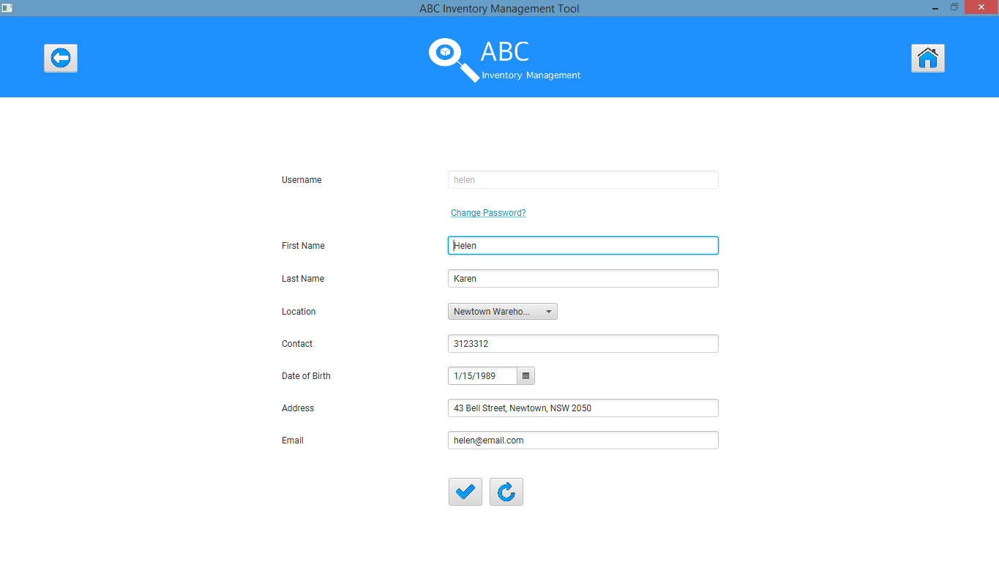 ABC Inventory Management Tool
ABC
Inventory Management
Username helen
Change Password?
First Name Helen
Last Name Karen
Location Newtown Wareho...
Contact 3123312
Date of Birth 1/15/1989
Address 43 Bell Street, Newtown, NSW 2050
Email helen@email.com